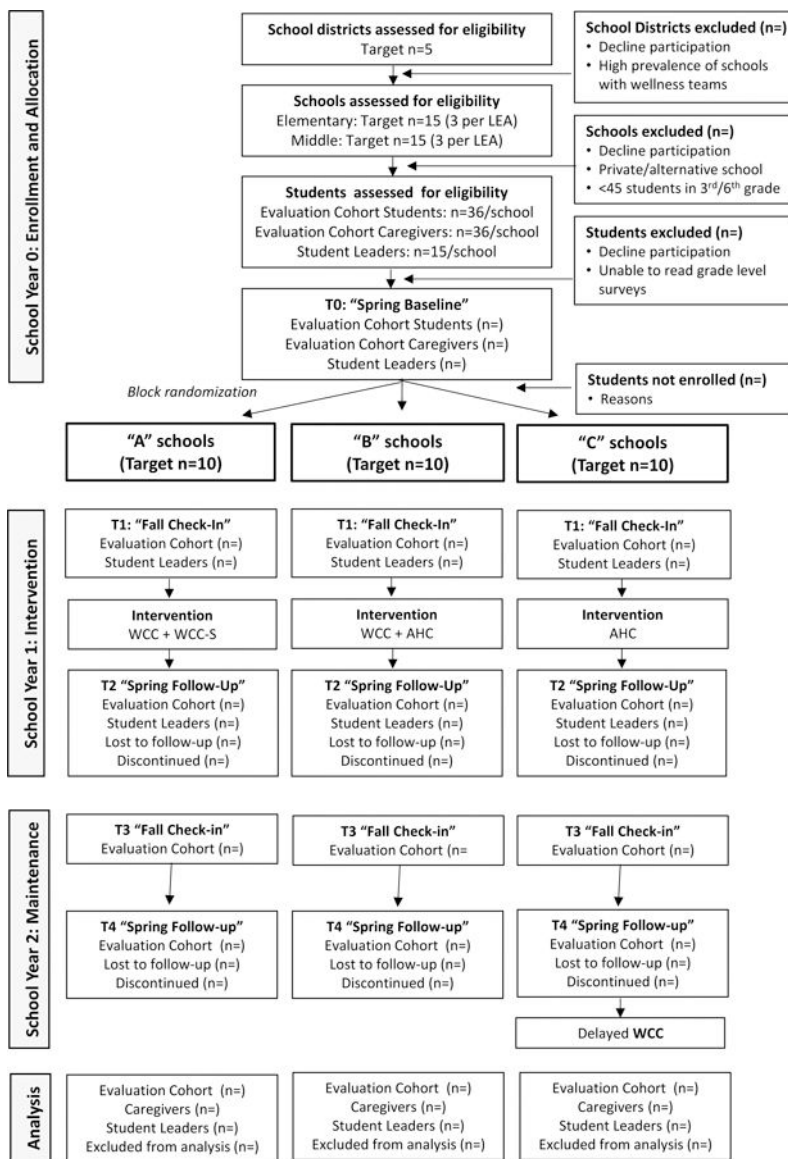 School Year 0: Enrollment and Allocation
School districts assessed for eligibility
Target n=5
School Districts excluded (n=)
• Decline participation
• High prevalence of schools
with wellness teams
Schools assessed for eligibility
Elementary: Target n=15 (3 per LEA)
Middle: Target n=15 (3 per LEA)
Schools excluded (n=)
• Decline participation
• Private/alternative school
• <45 students in 3rd/6th grade
Students assessed for eligibility
Evaluation Cohort Students: n=36/school
Evaluation Cohort Caregivers: n=36/school
Student Leaders: n=15/school
Students excluded (n=)
• Decline participation
• Unable to read grade level
surveys
T0: “Spring Baseline”
Evaluation Cohort Students (n=)
Evaluation Cohort Caregivers (n=)
Student Leaders (n=)
Students not enrolled (n=)
• Reasons
Block randomization
“A” schools
(Target n=10)
“B” schools
(Target n=10)
“C” schools
(Target n=10)
School Year 1: Intervention
T1: “Fall Check-In”
Evaluation Cohort (n=)
Student Leaders (n=)
T1: “Fall Check-In”
Evaluation Cohort (n=)
Student Leaders (n=)
T1: “Fall Check-In”
Evaluation Cohort (n=)
Student Leaders (n=)
Intervention
WCC + WCC-S
Intervention
WCC + AHC
Intervention
AHC
T2 “Spring Follow-Up”
Evaluation Cohort (n=)
Student Leaders (n=)
Lost to follow-up (n=)
Discontinued (n=)
T2 “Spring Follow-Up”
Evaluation Cohort (n=)
Student Leaders (n=)
Lost to follow-up (n=)
Discontinued (n=)
T2 “Spring Follow-Up”
Evaluation Cohort (n=)
Student Leaders (n=)
Lost to follow-up (n=)
Discontinued (n=)
School Year 2: Maintenance
T3 “Fall Check-in”
Evaluation Cohort (n=)
T3 “Fall Check-in”
Evaluation Cohort (n=
T3 “Fall Check-in”
Evaluation Cohort (n=)
T4 “Spring Follow-up”
Evaluation Cohort (n=)
Lost to follow-up (n=)
Discontinued (n=)
T4 “Spring Follow-up”
Evaluation Cohort (n=)
Lost to follow-up (n=)
Discontinued (n=)
T4 “Spring Follow-up”
Evaluation Cohort (n=)
Lost to follow-up (n=)
Discontinued (n=)
Delayed WCC
Analysis
Evaluation Cohort (n=)
Caregivers (n=)
Student Leaders (n=)
Excluded from analysis (n=)
Evaluation Cohort (n=)
Caregivers (n=)
Student Leaders (n=)
Excluded from analysis (n=)
Evaluation Cohort (n=)
Caregivers (n=)
Student Leaders (n=)
Excluded from analysis (n=)